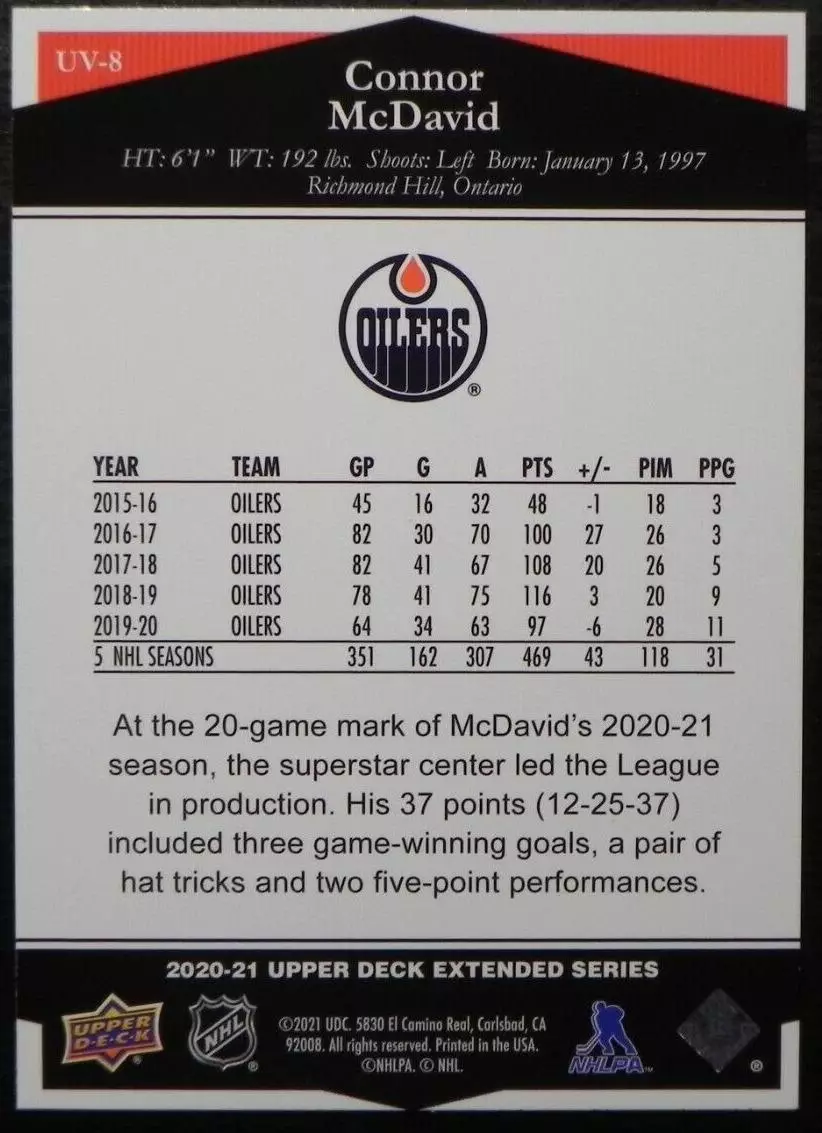 UV-8
Connor
McDavid
HT: 6'1" WT: 192 lbs. Shoots: Left Born: January 13, 1997
Richmond Hill, Ontario
OILERS
®
YEAR TEAM GP G A PTS +/- PIM PPG
2015-16 OILERS 45 16 32 48 -1 18 3
2016-17 OILERS 82 30 70 100 27 26 3
2017-18 OILERS 82 41 67 108 20 26 5
2018-19 OILERS 78 41 75 116 3 20 9
2019-20 OILERS 64 34 63 97 -6 28 11
5 NHL SEASONS 351 162 307 469 43 118 31
At the 20-game mark of McDavid's 2020-21
season, the superstar center led the League
in production. His 37 points (12-25-37)
included three game-winning goals, a pair of
hat tricks and two five-point performances.
2020-21 UPPER DECK EXTENDED SERIES
UPPER
D·E·C·K
®
NHL
®
©2021 UDC. 5830 El Camino Real, Carlsbad, CA
92008. All rights reserved. Printed in the USA.
©NHLPA. © NHL.
NHLPA™
®